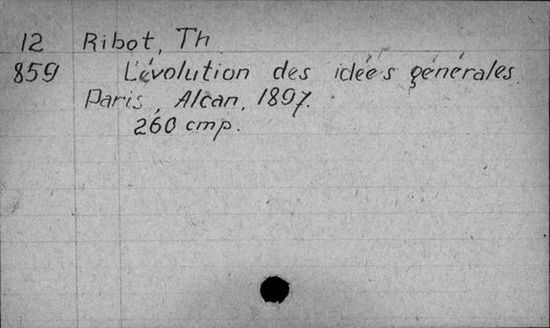 12 Ribot, Th
859 L'évolution des idées générales.
Paris, Alcan, 1897.
260 стр.